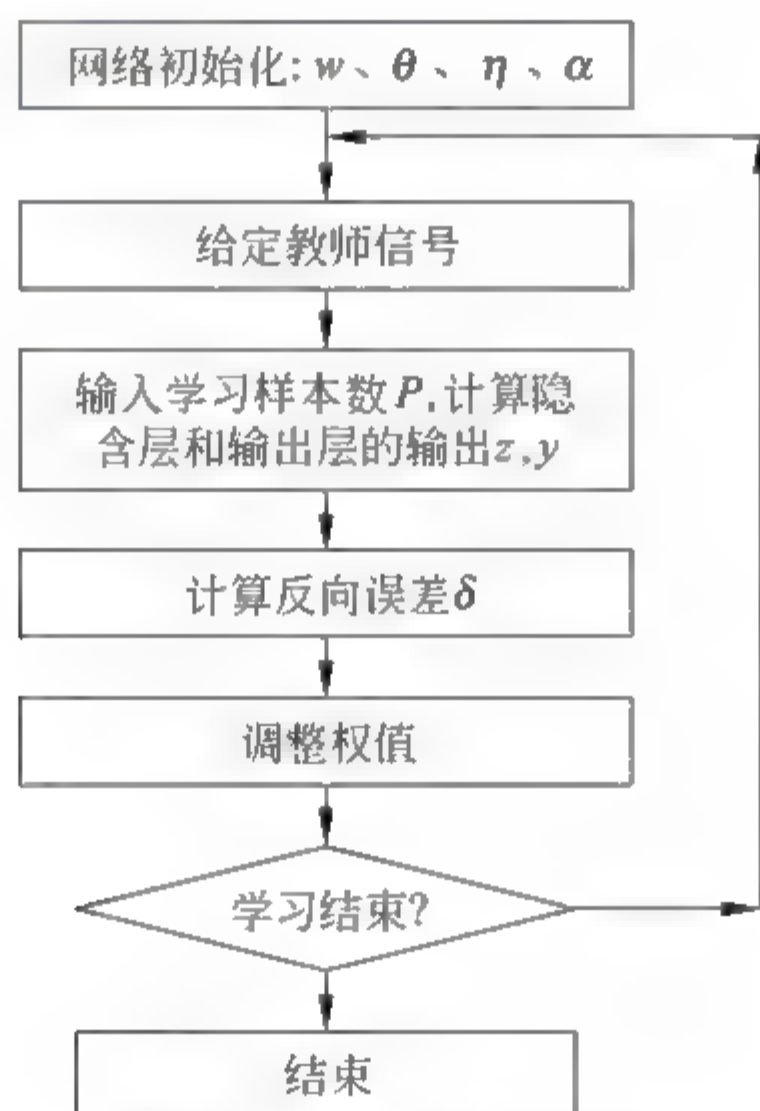 网络初始化: w、θ、η、α
给定教师信号
输入学习样本数P,计算隐
含层和输出层的输出z,y
计算反向误差δ
调整权值
学习结束?
结束